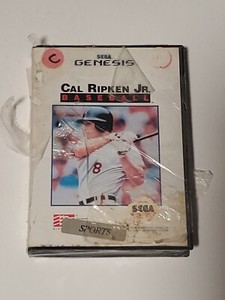 C
SEGA
GENESIS
CAL RIPKEN JR.
BASEBALL
8
SPORTS
SEGA